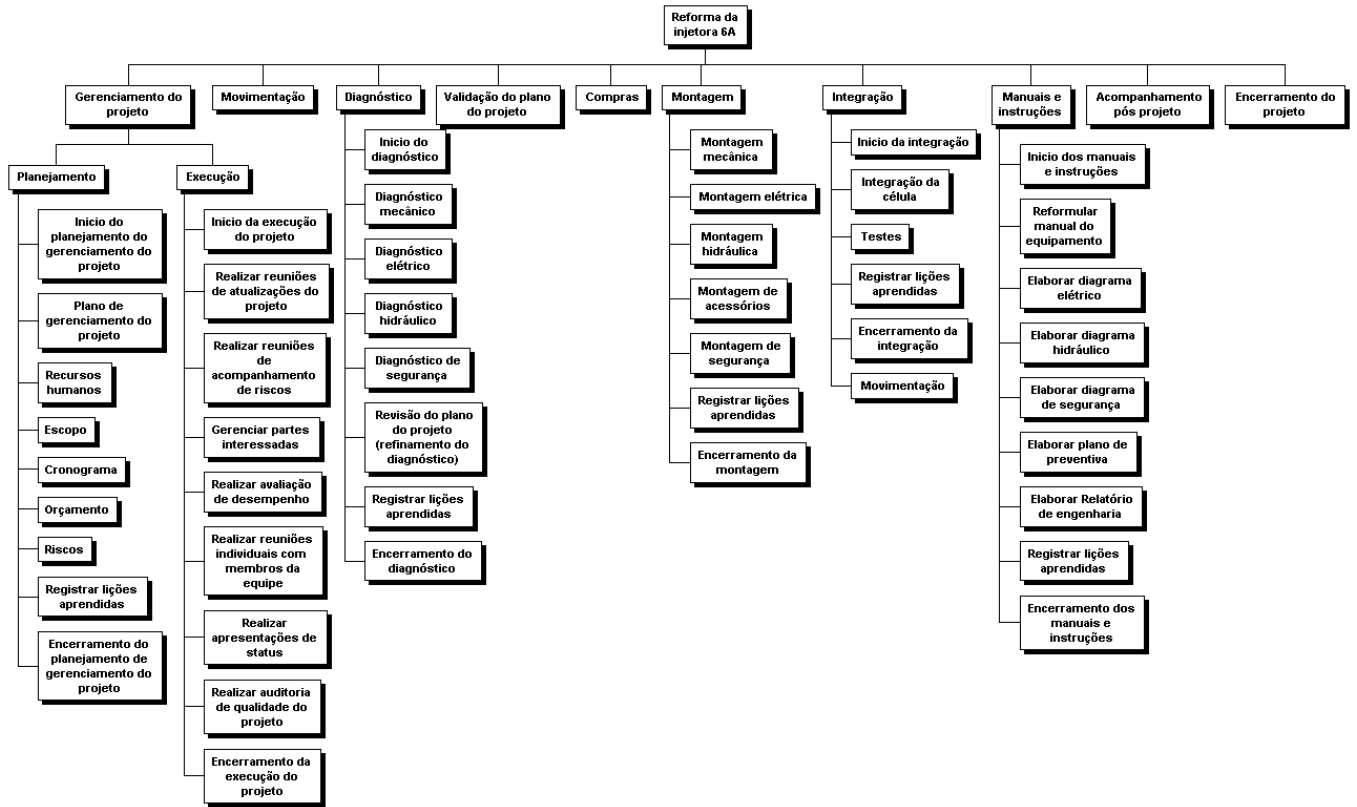 Reforma da
injetora 6A
Gerenciamento do
projeto
Movimentação
Diagnóstico
Validação do plano
do projeto
Compras
Montagem
Integração
Manuais e
instruções
Acompanhamento
pós projeto
Encerramento do
projeto
Planejamento
Inicio do
planejamento do
gerenciamento do
projeto
Plano de
gerenciamento do
projeto
Recursos
humanos
Escopo
Cronograma
Orçamento
Riscos
Registrar lições
aprendidas
Encerramento do
planejamento de
gerenciamento do
projeto
Execução
Inicio da execução
do projeto
Realizar reuniões
de atualizações do
projeto
Realizar reuniões
de
acompanhamento
de riscos
Gerenciar partes
interessadas
Realizar avaliação
de desempenho
Realizar reuniões
individuais com
membros da
equipe
Realizar
apresentações de
status
Realizar auditoria
de qualidade do
projeto
Encerramento da
execução do
projeto
Inicio do
diagnóstico
Diagnóstico
mecânico
Diagnóstico
elétrico
Diagnóstico
hidráulico
Diagnóstico de
segurança
Revisão do plano
do projeto
(refinamento do
diagnóstico)
Registrar lições
aprendidas
Encerramento do
diagnóstico
Montagem
mecânica
Montagem elétrica
Montagem
hidráulica
Montagem de
acessórios
Montagem de
segurança
Registrar lições
aprendidas
Encerramento da
montagem
Inicio da integração
Integração da
célula
Testes
Registrar lições
aprendidas
Encerramento da
integração
Movimentação
Inicio dos manuais
e instruções
Reformular
manual do
equipamento
Elaborar diagrama
elétrico
Elaborar diagrama
hidráulico
Elaborar diagrama
de segurança
Elaborar plano de
preventiva
Elaborar Relatório
de engenharia
Registrar lições
aprendidas
Encerramento dos
manuais e
instruções